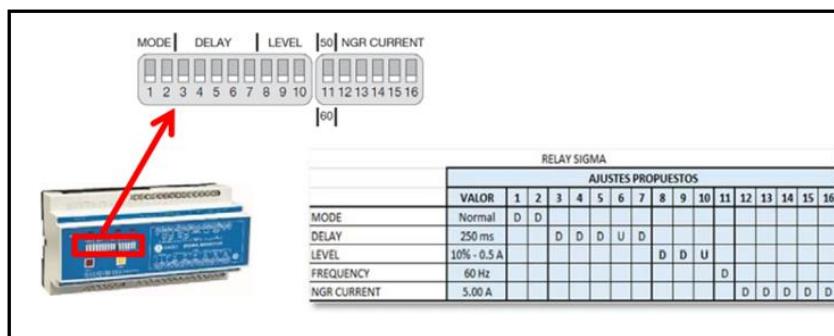 MODE DELAY LEVEL 50 NGR CURRENT
1 2 3 4 5 6 7 8 9 10 11 12 13 14 15 16
60
RELAY SIGMA
AJUSTES PROPUESTOS
VALOR 1 2 3 4 5 6 7 8 9 10 11 12 13 14 15 16
MODE Normal D D
DELAY 250 ms D D D U D
LEVEL 10% - 0.5 A D D U
FREQUENCY 60 Hz D
NGR CURRENT 5.00 A D D D D D